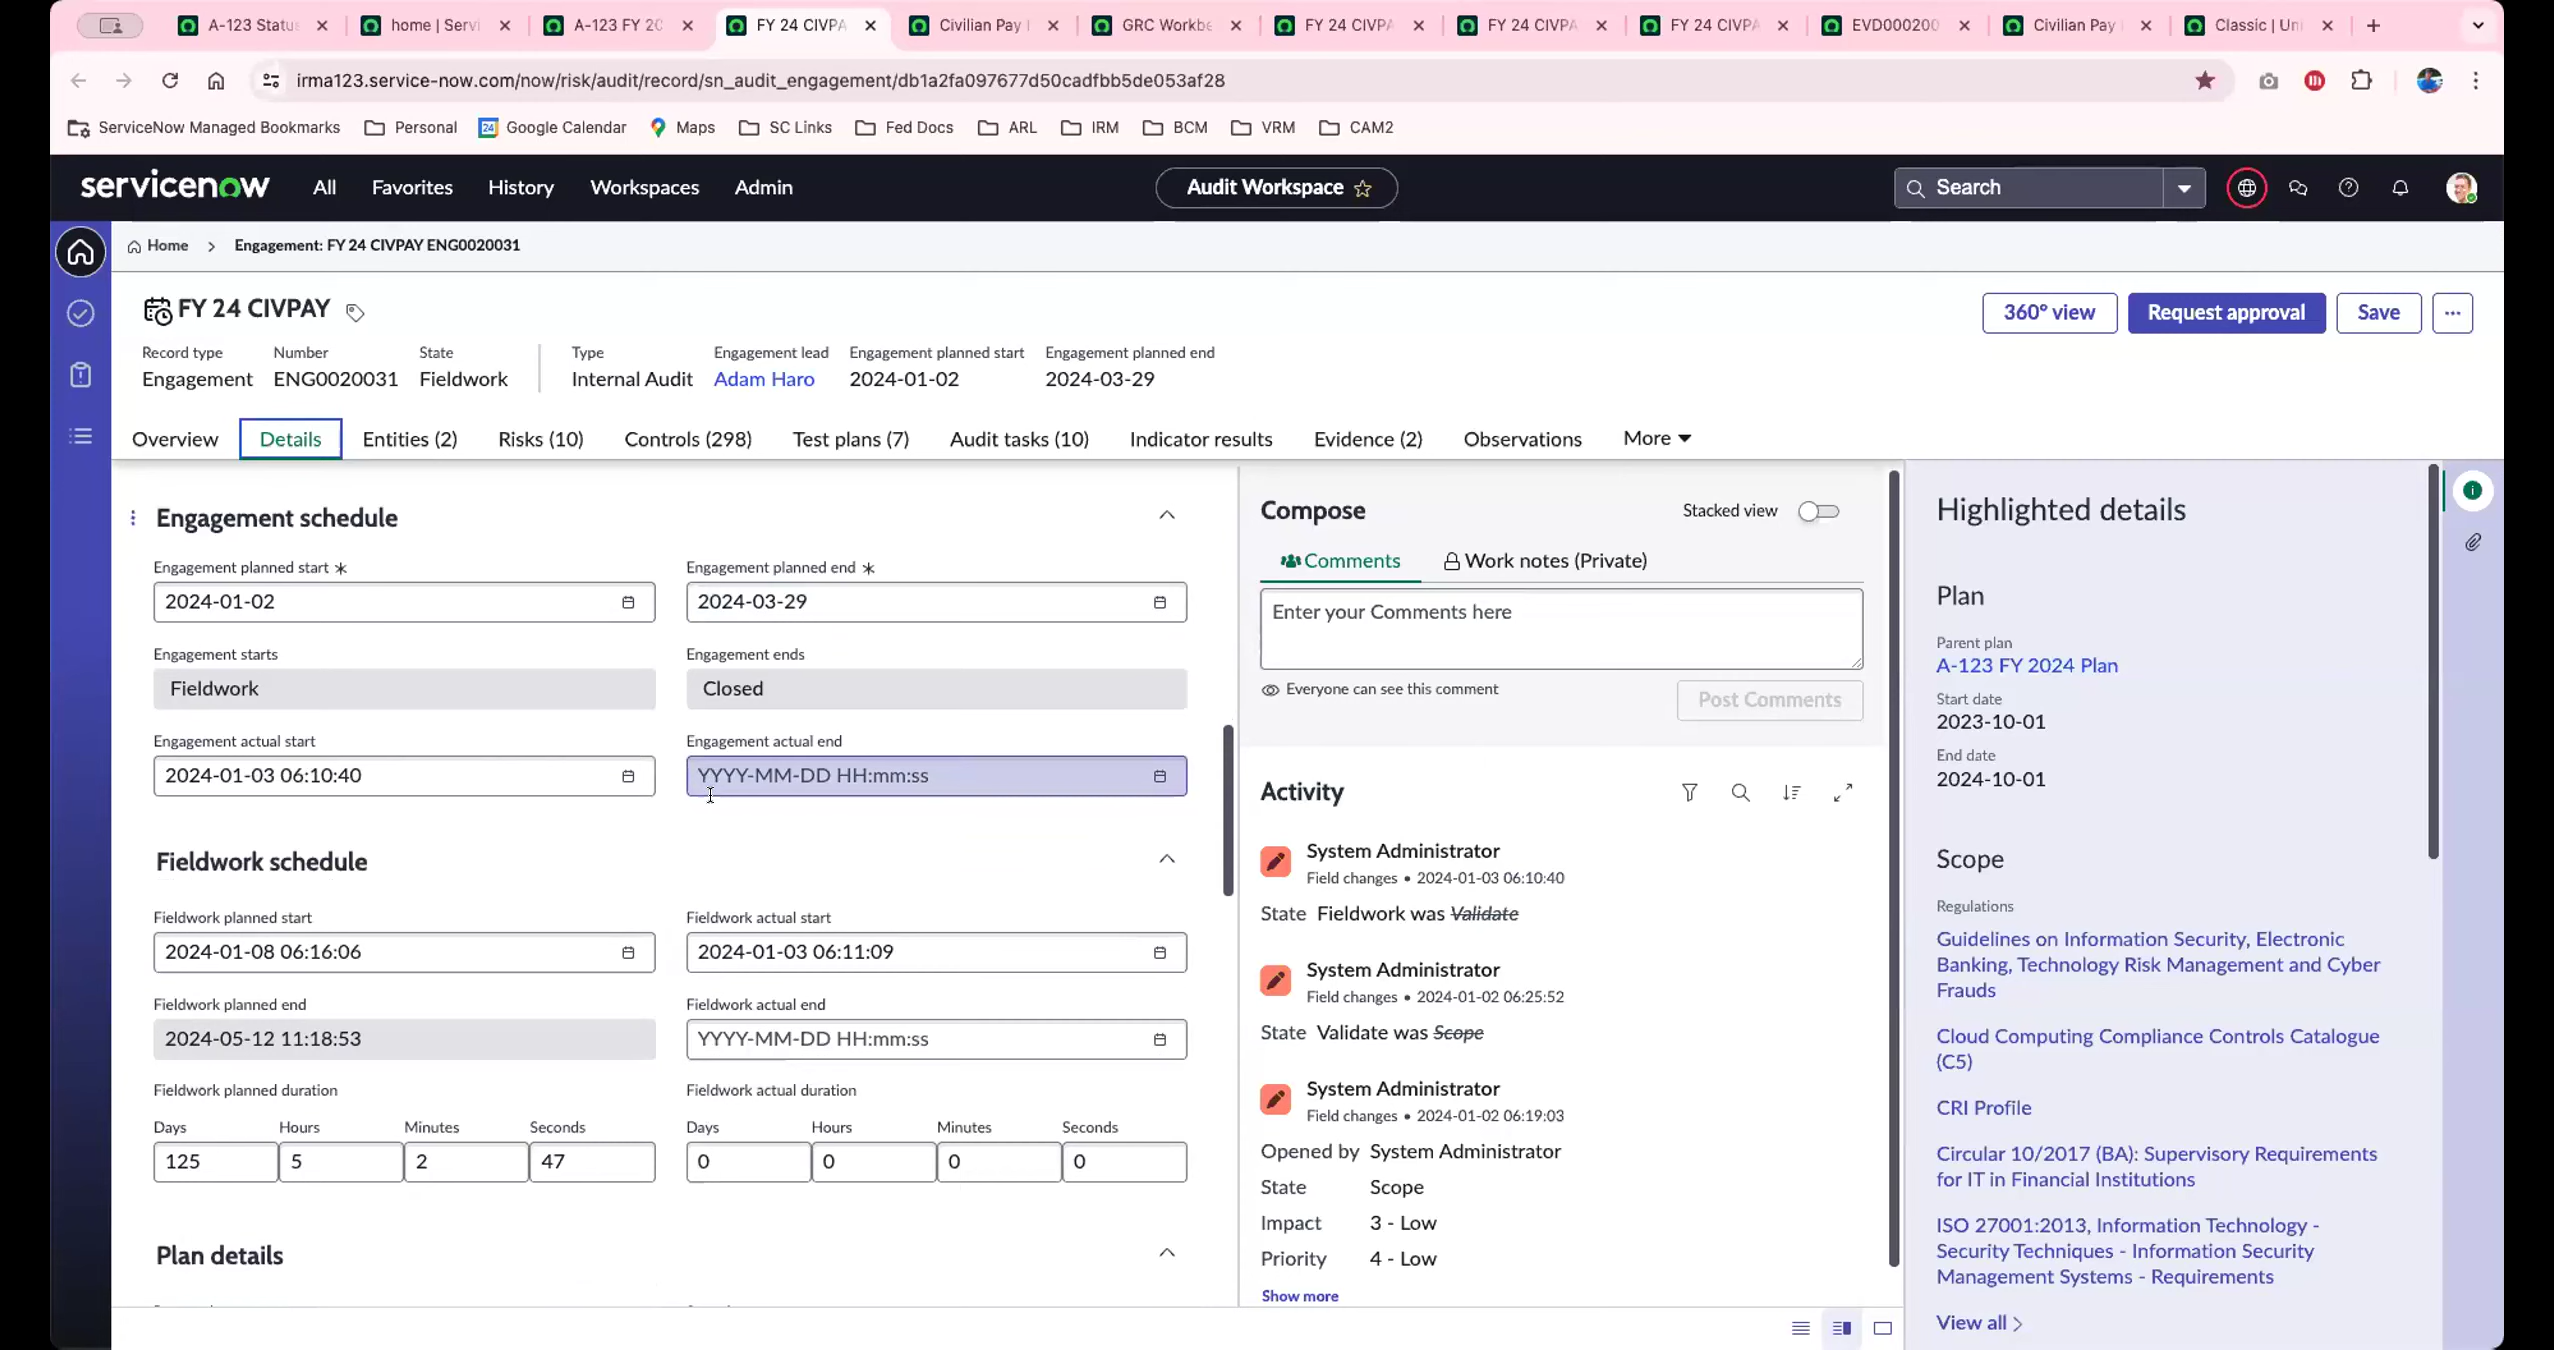 A-123 Statu
home | Servi
A-123 FY 20
FY 24 CIVPA
Civilian Pay
GRC Workbe
FY 24 CIVPA
FY 24 CIVPA
FY 24 CIVPA
EVD000200
Civilian Pay
Classic | Uni
irma123.service-now.com/now/risk/audit/record/sn_audit_engagement/db1a2fa097677d50cadfbb5de053af28
ServiceNow Managed Bookmarks
Personal
24 Google Calendar
Maps
SC Links
Fed Docs
ARL
IRM
BCM
VRM
CAM2
servicenow
All
Favorites
History
Workspaces
Admin
Audit Workspace
Search
Home
Engagement: FY 24 CIVPAY ENG0020031
FY 24 CIVPAY
360° view
Request approval
Save
Record type
Number
State
Type
Engagement lead
Engagement planned start
Engagement planned end
Engagement
ENG0020031
Fieldwork
Internal Audit
Adam Haro
2024-01-02
2024-03-29
Overview
Details
Entities (2)
Risks (10)
Controls (298)
Test plans (7)
Audit tasks (10)
Indicator results
Evidence (2)
Observations
More
Engagement schedule
Engagement planned start *
Engagement planned end *
2024-01-02
2024-03-29
Engagement starts
Engagement ends
Fieldwork
Closed
Engagement actual start
Engagement actual end
2024-01-03 06:10:40
YYYY-MM-DD HH:mm:ss
Fieldwork schedule
Fieldwork planned start
Fieldwork actual start
2024-01-08 06:16:06
2024-01-03 06:11:09
Fieldwork planned end
Fieldwork actual end
2024-05-12 11:18:53
YYYY-MM-DD HH:mm:ss
Fieldwork planned duration
Fieldwork actual duration
Days
Hours
Minutes
Seconds
Days
Hours
Minutes
Seconds
125
5
2
47
0
0
0
0
Plan details
Compose
Stacked view
Comments
Work notes (Private)
Enter your Comments here
Everyone can see this comment
Post Comments
Activity
System Administrator
Field changes • 2024-01-03 06:10:40
State Fieldwork was Validate
System Administrator
Field changes • 2024-01-02 06:25:52
State Validate was Scope
System Administrator
Field changes • 2024-01-02 06:19:03
Opened by System Administrator
State Scope
Impact 3 - Low
Priority 4 - Low
Show more
Highlighted details
Plan
Parent plan
A-123 FY 2024 Plan
Start date
2023-10-01
End date
2024-10-01
Scope
Regulations
Guidelines on Information Security, Electronic
Banking, Technology Risk Management and Cyber
Frauds
Cloud Computing Compliance Controls Catalogue
(C5)
CRI Profile
Circular 10/2017 (BA): Supervisory Requirements
for IT in Financial Institutions
ISO 27001:2013, Information Technology -
Security Techniques - Information Security
Management Systems - Requirements
View all